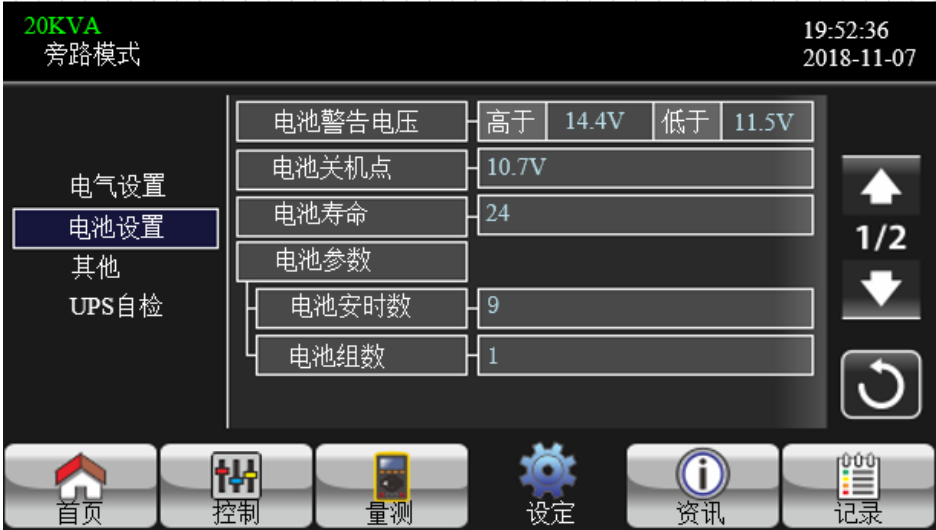 20KVA
旁路模式
19:52:36
2018-11-07
电气设置
电池设置
其他
UPS自检
电池警告电压 高于 14.4V 低于 11.5V
电池关机点 10.7V
电池寿命 24
电池参数
电池安时数 9
电池组数 1
1/2
首页 控制 量测 设定 资讯 记录